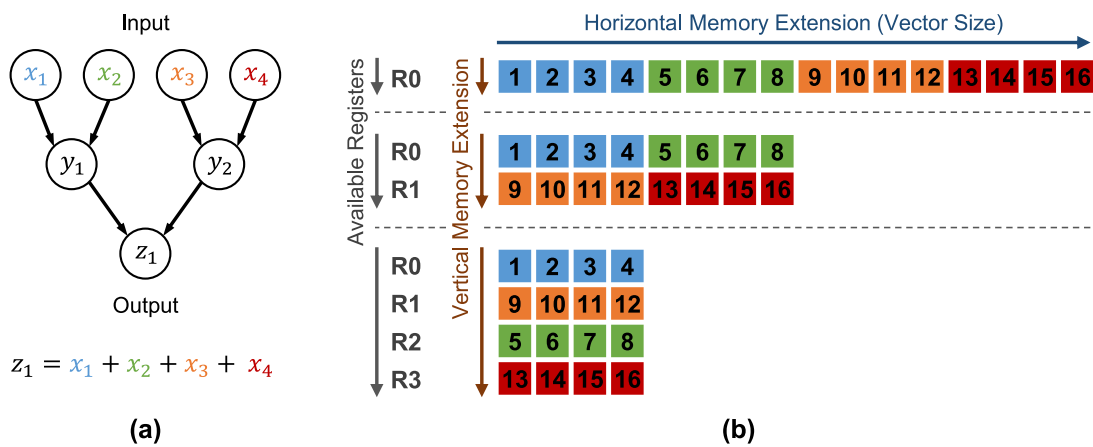 Input
x₁ x₂ x₃ x₄
y₁ y₂
z₁
Output
z₁ = x₁ + x₂ + x₃ + x₄
(a)
Horizontal Memory Extension (Vector Size)
Available Registers
Vertical Memory Extension
R0 1 2 3 4 5 6 7 8 9 10 11 12 13 14 15 16
R0 1 2 3 4 5 6 7 8
R1 9 10 11 12 13 14 15 16
R0 1 2 3 4
R1 9 10 11 12
R2 5 6 7 8
R3 13 14 15 16
(b)